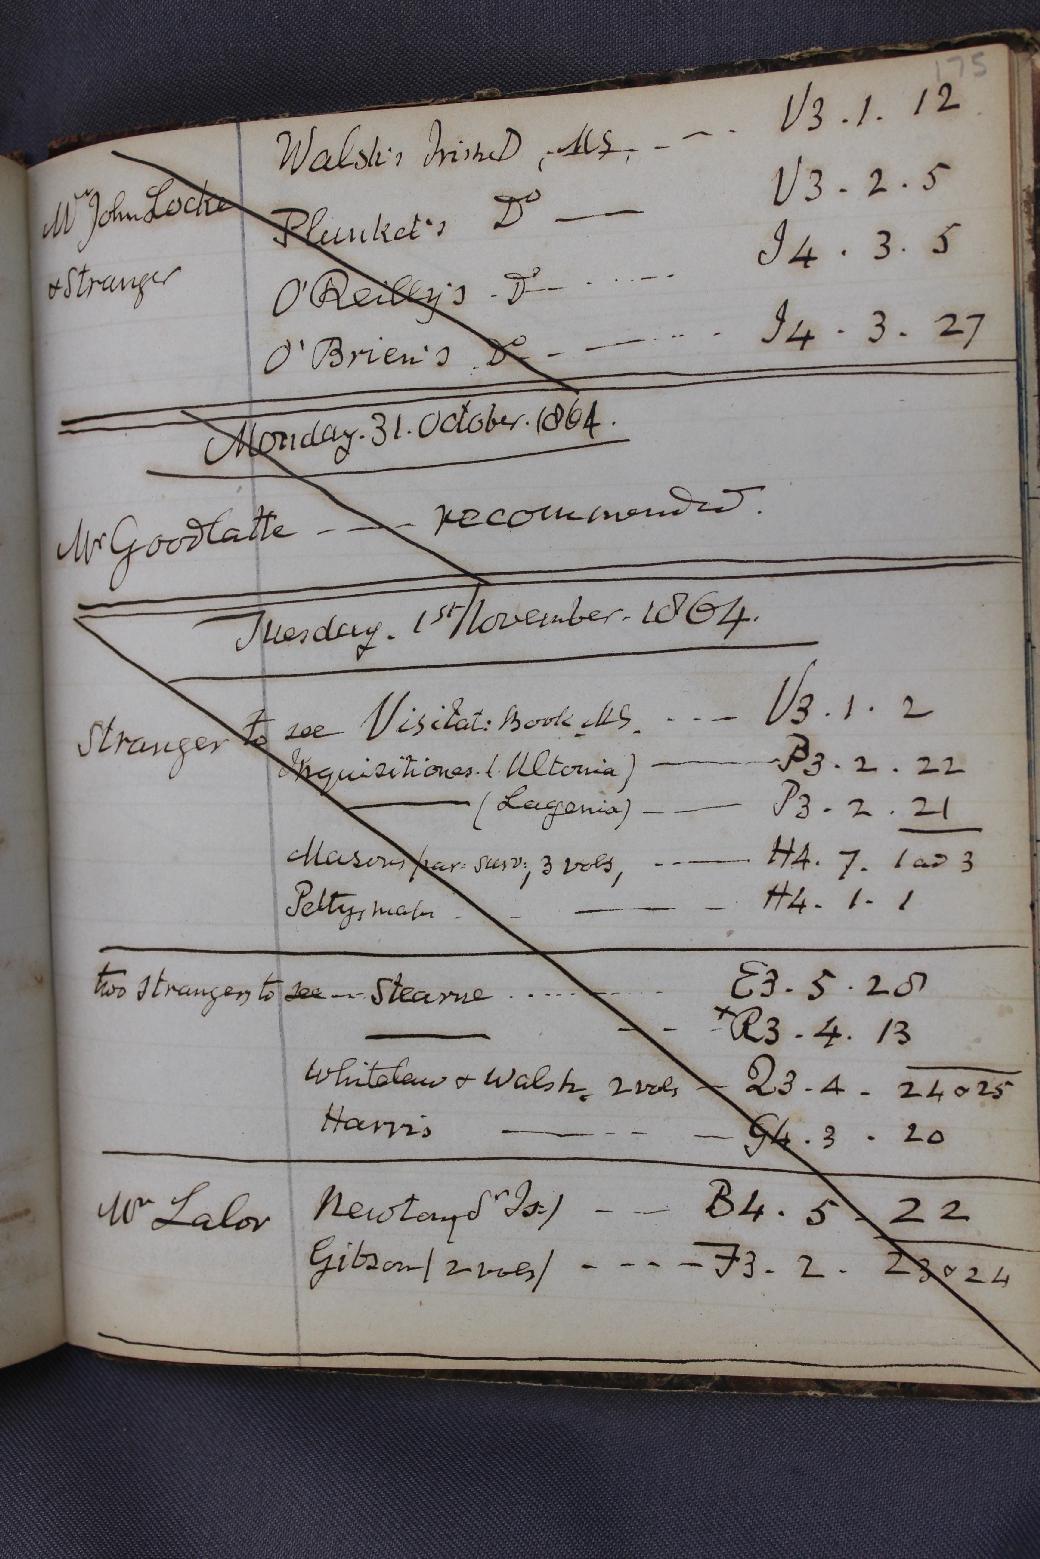 175
Walsh's Irish D, MS. - - V3.1.12
Mr John Locke Plunket's Do — V3.2.5
& Stranger O'Reilly's Do - I4.3.5
O'Brien's Do - — I4.3.27
Monday. 31. October. 1864.
Mr Goodlatte - — recommended.
Tuesday. 1st November. 1864.
Stranger to see Visitat: Book MS. - - - V3.1.2
Inquisitiones. (Ultonia) — P3.2.22
— (Lagenia) - — P3.2.21
Masons par: surv:, 3 vols, — H4.7.1 a 3
Petty, maps — H4.1.1
two strangers to see - Stearne E3.5.28
— - - R3.4.13
Whitelaw & Walsh, 2 vols — Q3.4.24 & 25
Harris — G4.3.20
Mr Lalor Newton, (Sr Is:) - — B4.5.22
Gibson (2 vols) - - - - F3.2.23 & 24